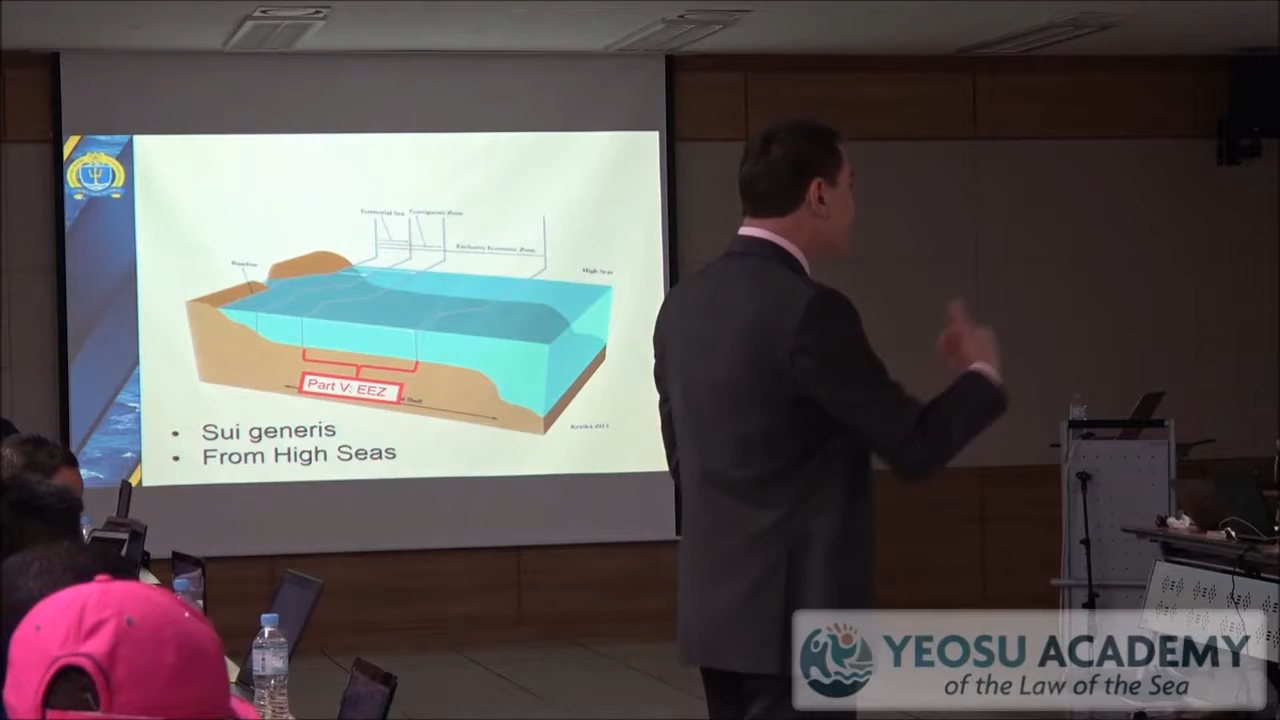 Territorial Sea
Contiguous Zone
Exclusive Economic Zone
High Seas
Baseline
Part V: EEZ
Shelf
• Sui generis
• From High Seas
YEOSU ACADEMY
of the Law of the Sea